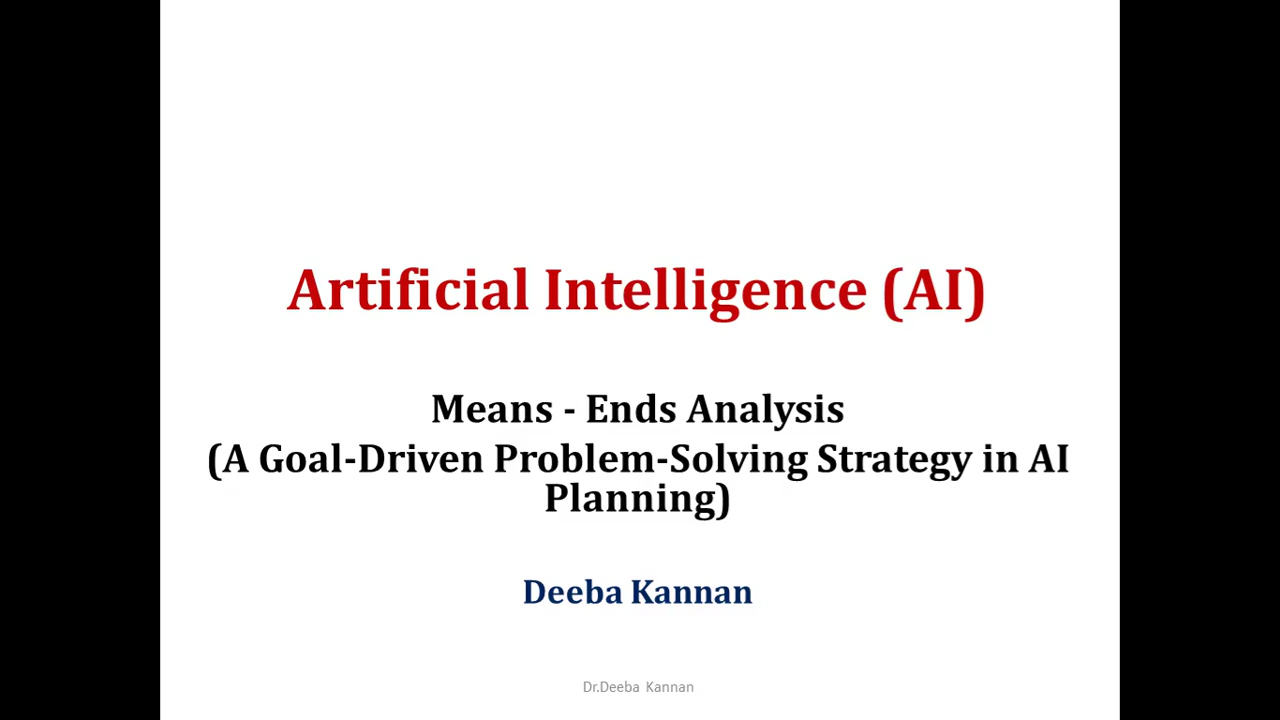 Artificial Intelligence (AI)
Means - Ends Analysis
(A Goal-Driven Problem-Solving Strategy in AI
Planning)
Deeba Kannan
Dr.Deeba Kannan